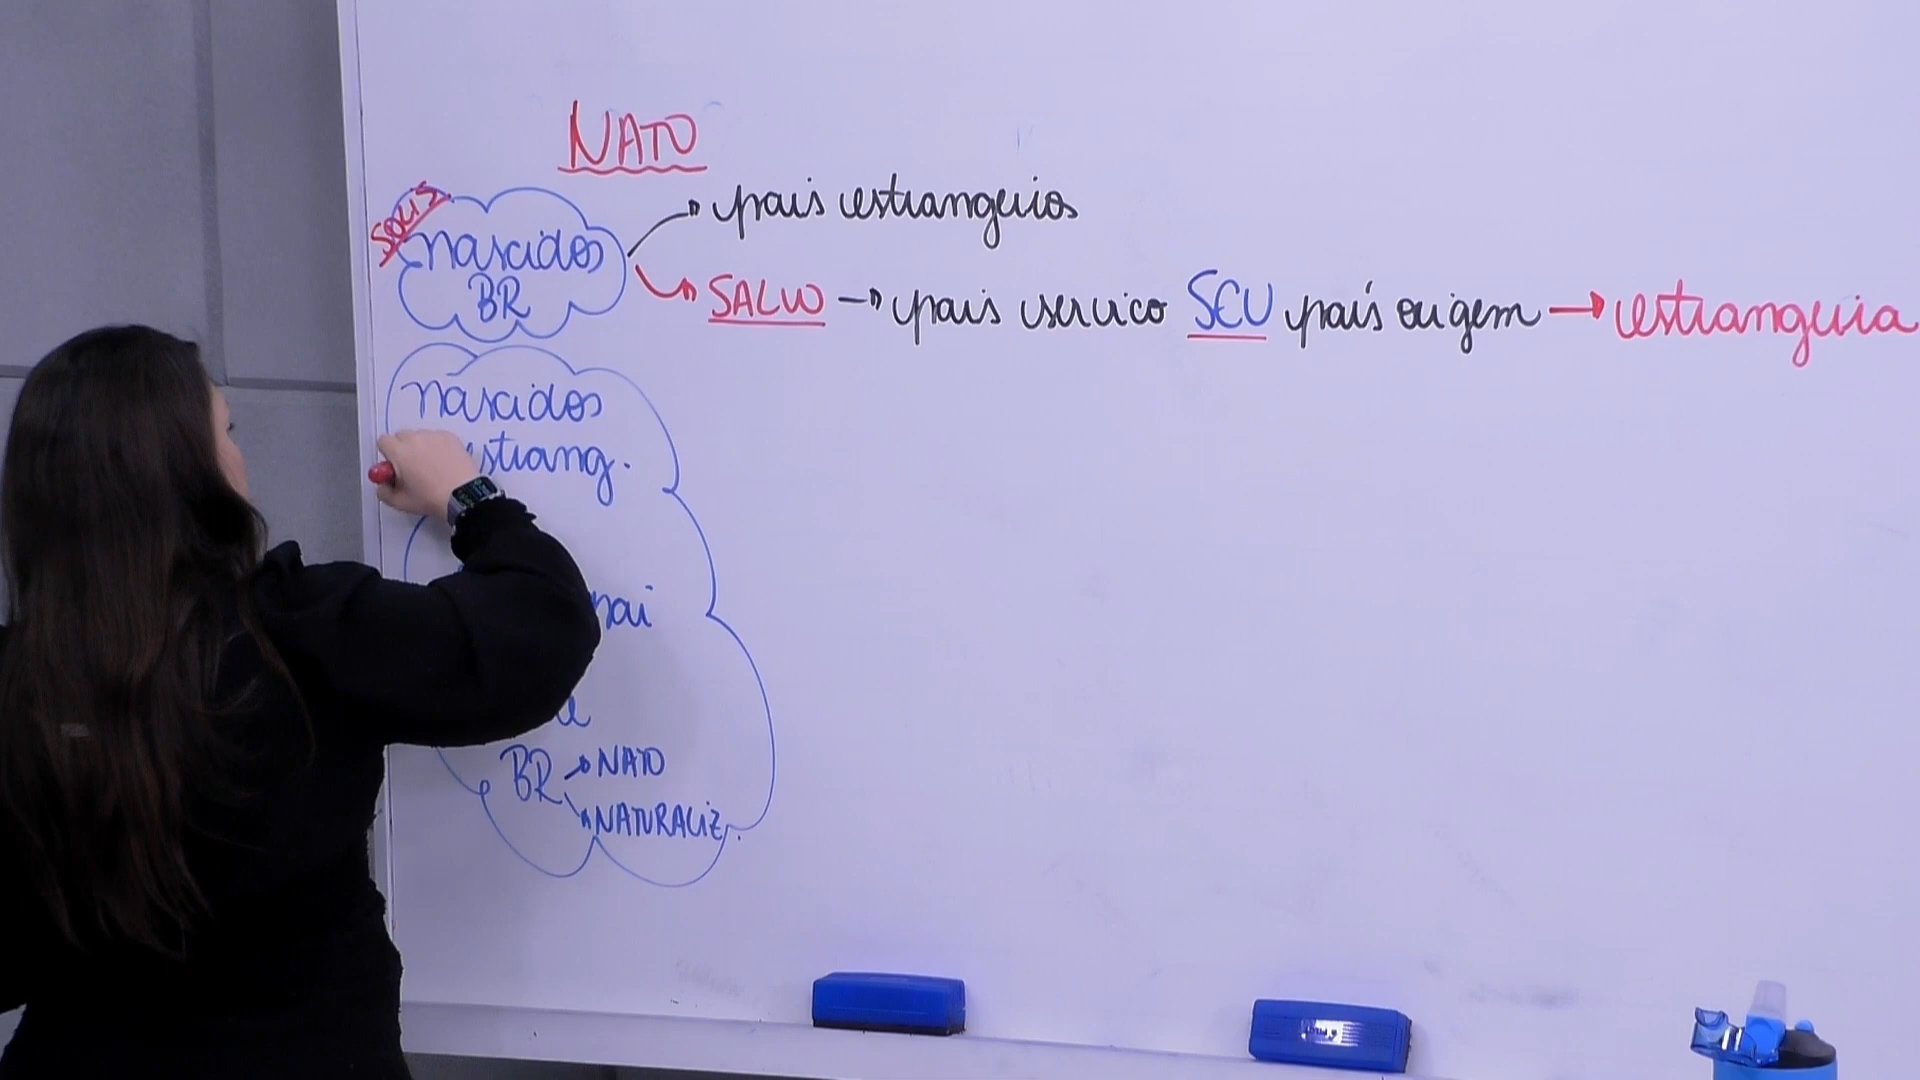 NATO
SOLIS
nascidos
BR
pais estrangeiros
SALVO → pais serviço SEU país origem → estrangeira
nascidos
estrang.
pai
BR → NATO
NATURALIZ.